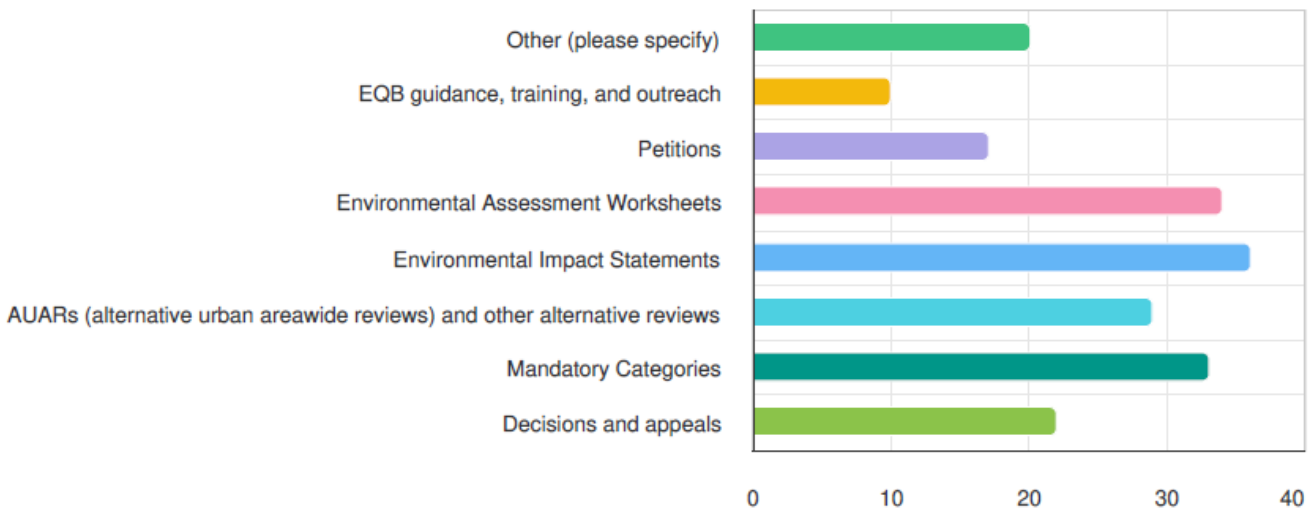 Other (please specify)
EQB guidance, training, and outreach
Petitions
Environmental Assessment Worksheets
Environmental Impact Statements
AUARs (alternative urban areawide reviews) and other alternative reviews
Mandatory Categories
Decisions and appeals
0 10 20 30 40